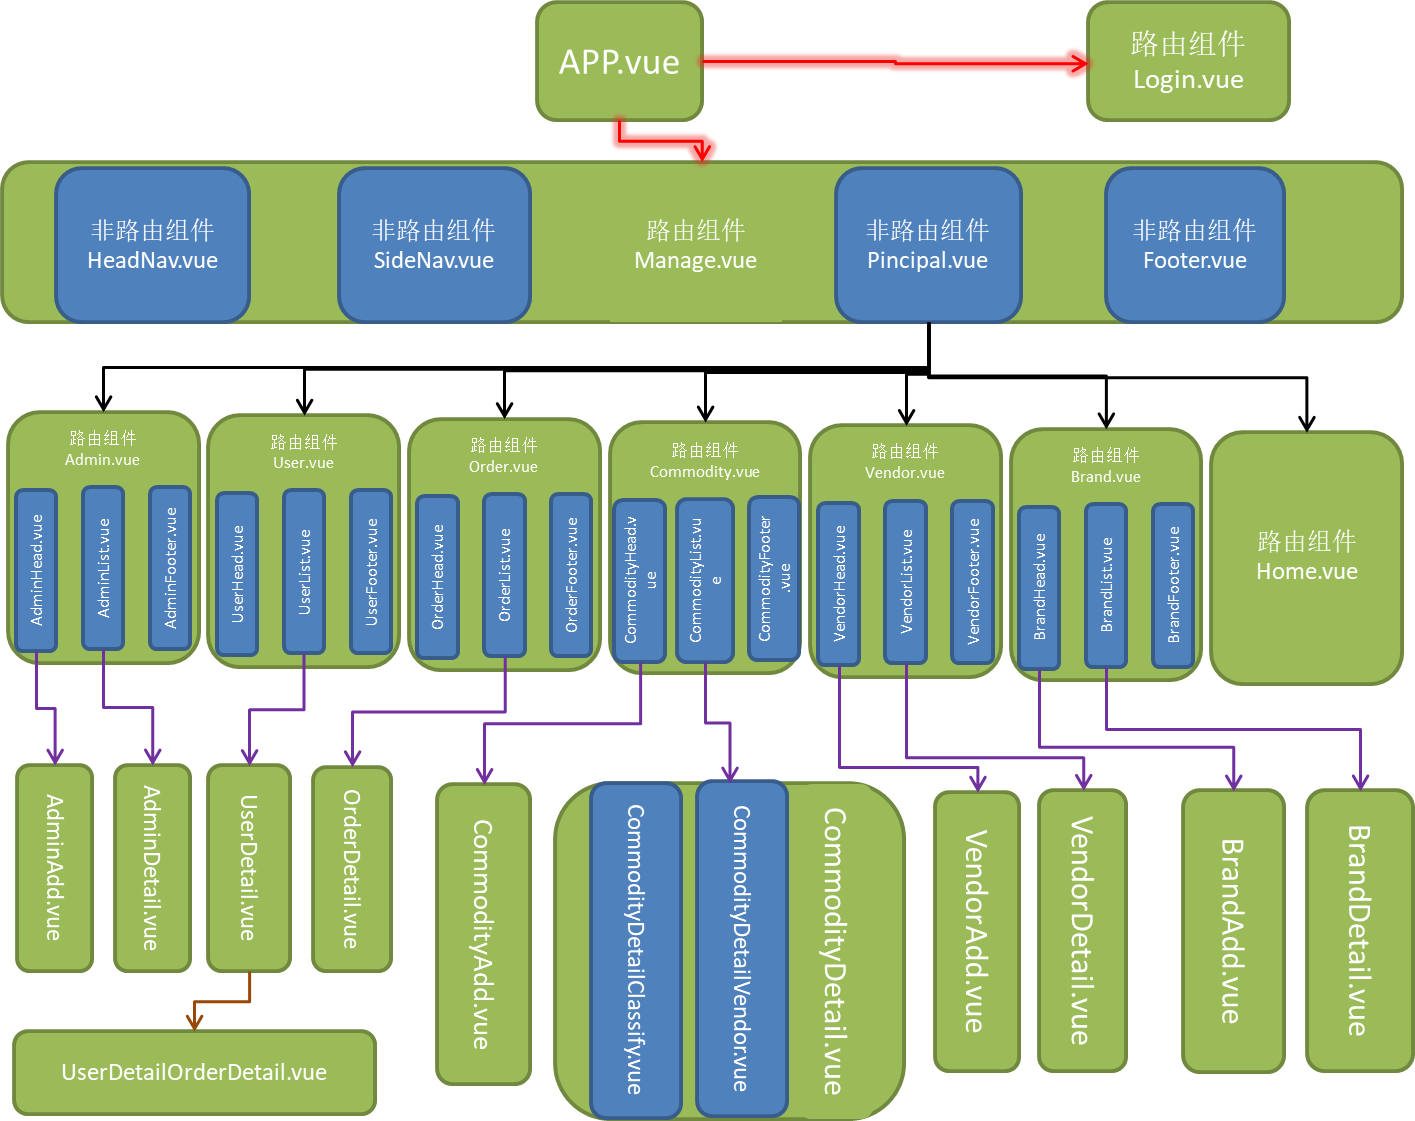 APP.vue
路由组件
Login.vue
非路由组件
HeadNav.vue
非路由组件
SideNav.vue
路由组件
Manage.vue
非路由组件
Pincipal.vue
非路由组件
Footer.vue
路由组件
Admin.vue
AdminHead.vue
AdminList.vue
AdminFooter.vue
路由组件
User.vue
UserHead.vue
UserList.vue
UserFooter.vue
路由组件
Order.vue
OrderHead.vue
OrderList.vue
OrderFooter.vue
路由组件
Commodity.vue
CommodityHead.v
ue
CommodityList.vu
e
CommodityFooter
.vue
路由组件
Vendor.vue
VendorHead.vue
VendorList.vue
VendorFooter.vue
路由组件
Brand.vue
BrandHead.vue
BrandList.vue
BrandFooter.vue
路由组件
Home.vue
AdminAdd.vue
AdminDetail.vue
UserDetail.vue
OrderDetail.vue
CommodityAdd.vue
CommodityDetailClassify.vue
CommodityDetailVendor.vue
CommodityDetail.vue
VendorAdd.vue
VendorDetail.vue
BrandAdd.vue
BrandDetail.vue
UserDetailOrderDetail.vue